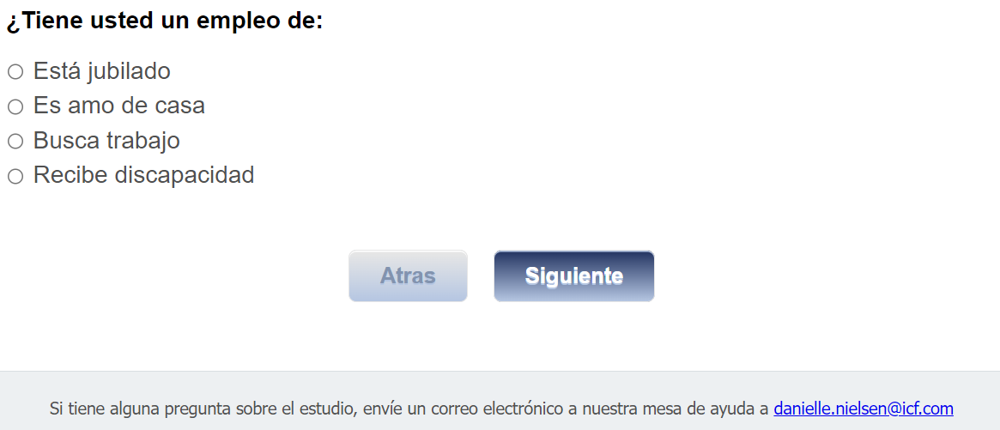 ¿Tiene usted un empleo de:
Está jubilado
Es amo de casa
Busca trabajo
Recibe discapacidad
Atras
Siguiente
Si tiene alguna pregunta sobre el estudio, envíe un correo electrónico a nuestra mesa de ayuda a danielle.nielsen@icf.com